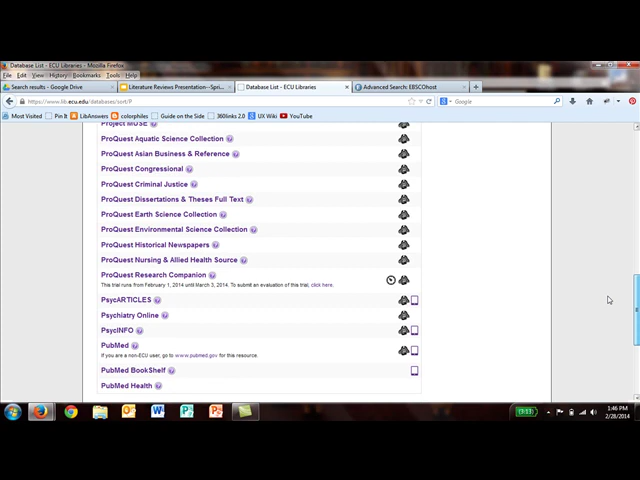 Database List - ECU Libraries - Mozilla Firefox
File Edit View History Bookmarks Tools Help
Search results - Google Drive
Literature Reviews Presentation--Spri...
Database List - ECU Libraries
Advanced Search: EBSCOhost
https://www.lib.ecu.edu/databases/sort/P
Google
Most Visited Pin It LibAnswers colorphiles Guide on the Side 360links 2.0 UX Wiki YouTube
Project MUSE
ProQuest Aquatic Science Collection
ProQuest Asian Business & Reference
ProQuest Congressional
ProQuest Criminal Justice
ProQuest Dissertations & Theses Full Text
ProQuest Earth Science Collection
ProQuest Environmental Science Collection
ProQuest Historical Newspapers
ProQuest Nursing & Allied Health Source
ProQuest Research Companion
This trial runs from February 1, 2014 until March 3, 2014. To submit an evaluation of this trial, click here.
PsycARTICLES
Psychiatry Online
PsycINFO
PubMed
If you are a non-ECU user, go to www.pubmed.gov for this resource.
PubMed BookShelf
PubMed Health
1:46 PM
2/28/2014